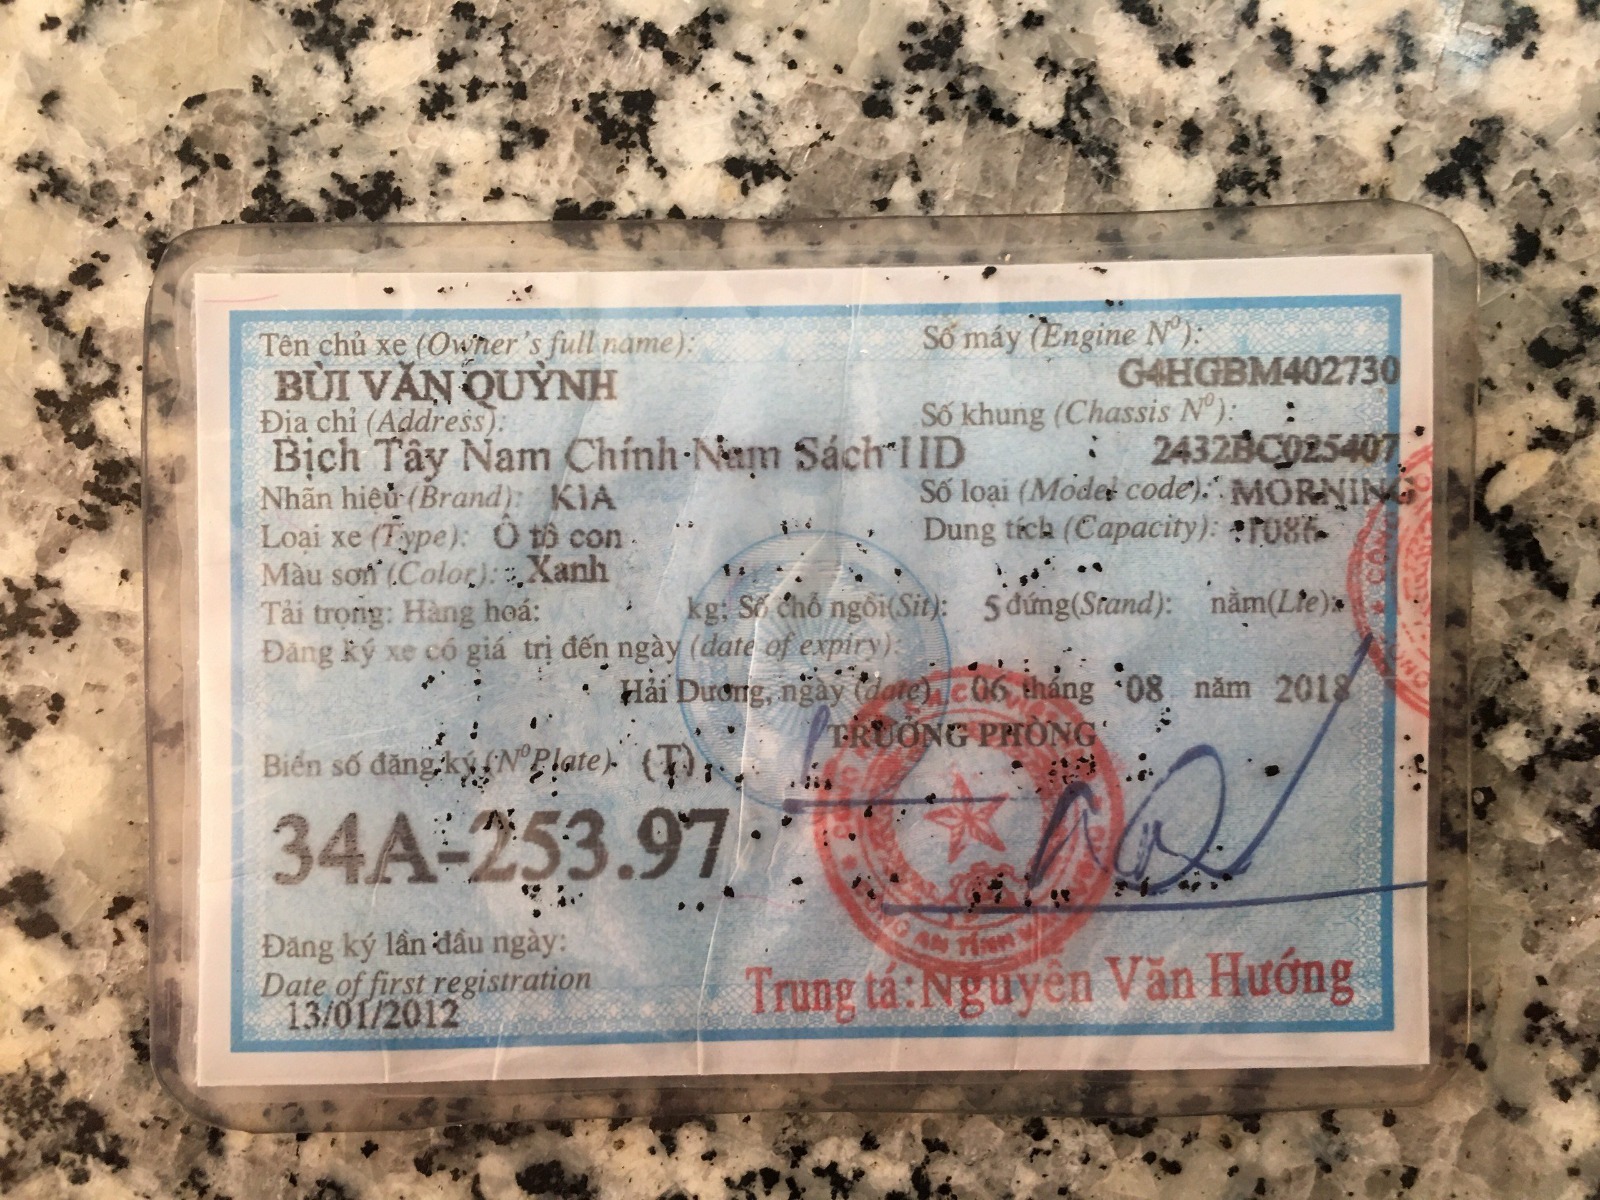 Tên chủ xe (Owner's full name):
BÙI VĂN QUỲNH
Số máy (Engine Nº):
G4HGBM402730
Địa chỉ (Address):
Bịch Tây Nam Chính Nam Sách HD
Số khung (Chassis Nº):
2432BC025407
Nhãn hiệu (Brand): KIA
Số loại (Model code): MORNING
Loại xe (Type): Ô tô con
Dung tích (Capacity): 1086
Màu sơn (Color): Xanh
Tải trọng: Hàng hoá: kg; Số chỗ ngồi(Sit): 5 đứng(Stand): nằm(Lie):
Đăng ký xe có giá trị đến ngày (date of expiry):
Hải Dương, ngày (date) 06 tháng 08 năm 2018
TRƯỞNG PHÒNG
Biển số đăng ký (NºPlate) (T)
34A-253.97
Đăng ký lần đầu ngày:
Date of first registration
13/01/2012
AN TỈNH
Trung tá:Nguyễn Văn Hướng